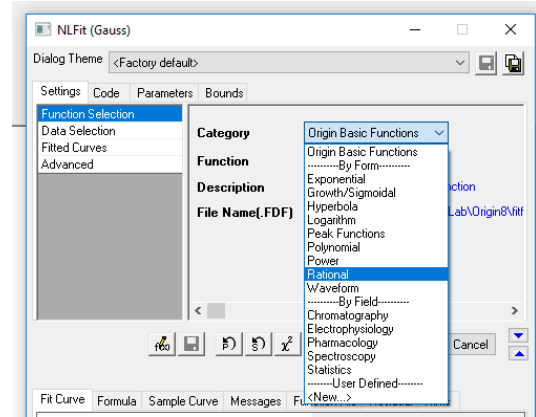 NLFit (Gauss)
Dialog Theme <Factory default>
Settings Code Parameters Bounds
Function Selection
Data Selection
Fitted Curves
Advanced
Category Origin Basic Functions
Function
Description nction
File Name(.FDF) Lab\Origin8\fitf
Origin Basic Functions
----------By Form----------
Exponential
Growth/Sigmoidal
Hyperbola
Logarithm
Peak Functions
Polynomial
Power
Rational
Waveform
----------By Field----------
Chromatography
Electrophysiology
Pharmacology
Spectroscopy
Statistics
-------User Defined-------
<New...>
Cancel
Fit Curve Formula Sample Curve Messages